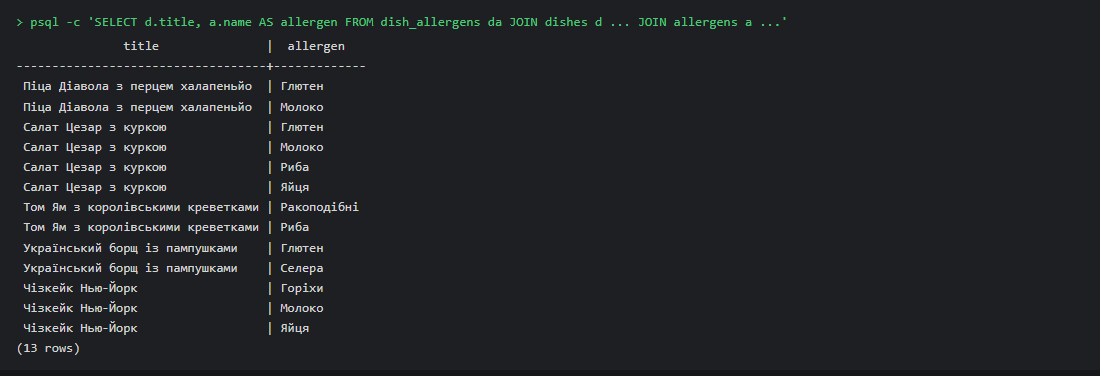 > psql -c 'SELECT d.title, a.name AS allergen FROM dish_allergens da JOIN dishes d ... JOIN allergens a ...'
title | allergen
-----------------------------------+-------------
Піца Діавола з перцем халапеньйо | Глютен
Піца Діавола з перцем халапеньйо | Молоко
Салат Цезар з куркою | Глютен
Салат Цезар з куркою | Молоко
Салат Цезар з куркою | Риба
Салат Цезар з куркою | Яйця
Том Ям з королівськими креветками | Ракоподібні
Том Ям з королівськими креветками | Риба
Український борщ із пампушками | Глютен
Український борщ із пампушками | Селера
Чізкейк Нью-Йорк | Горіхи
Чізкейк Нью-Йорк | Молоко
Чізкейк Нью-Йорк | Яйця
(13 rows)